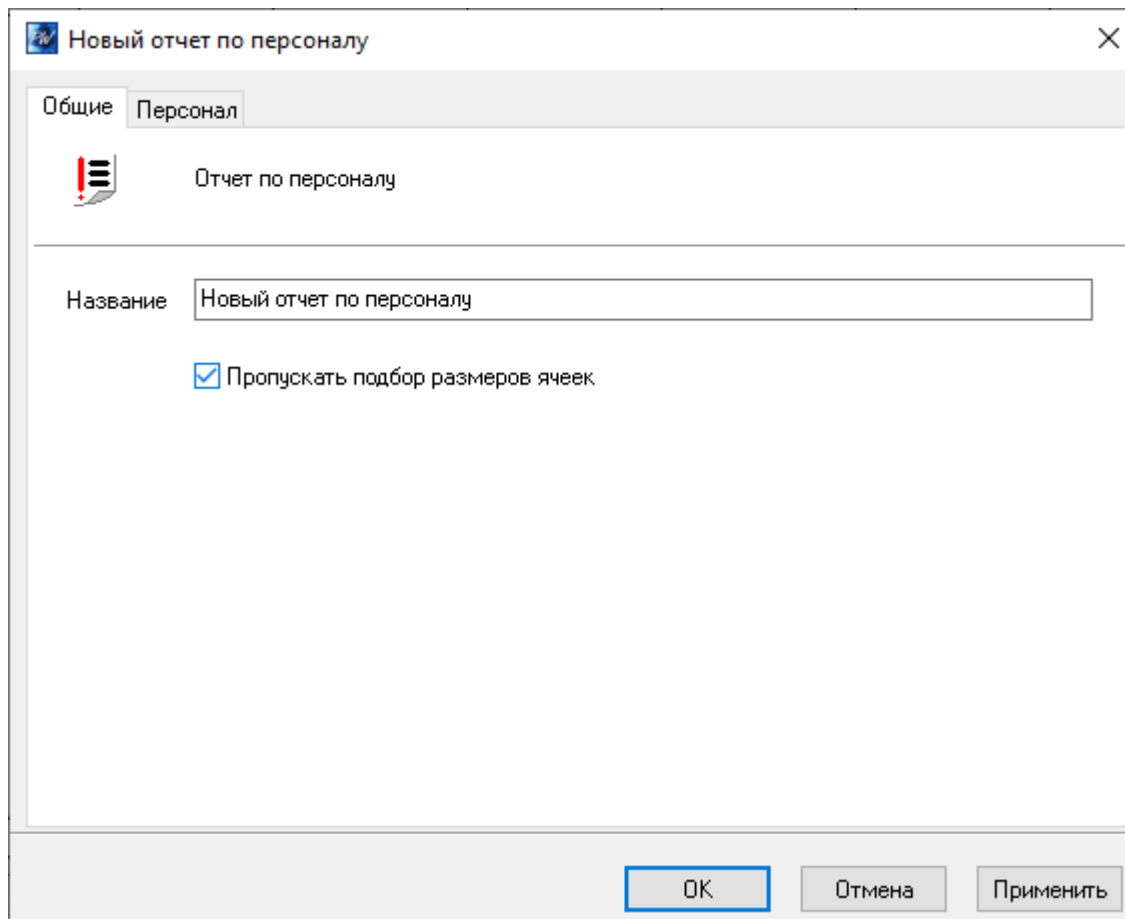 PW Новый отчет по персоналу
Общие Персонал
Отчет по персоналу
Название Новый отчет по персоналу
Пропускать подбор размеров ячеек
OK Отмена Применить